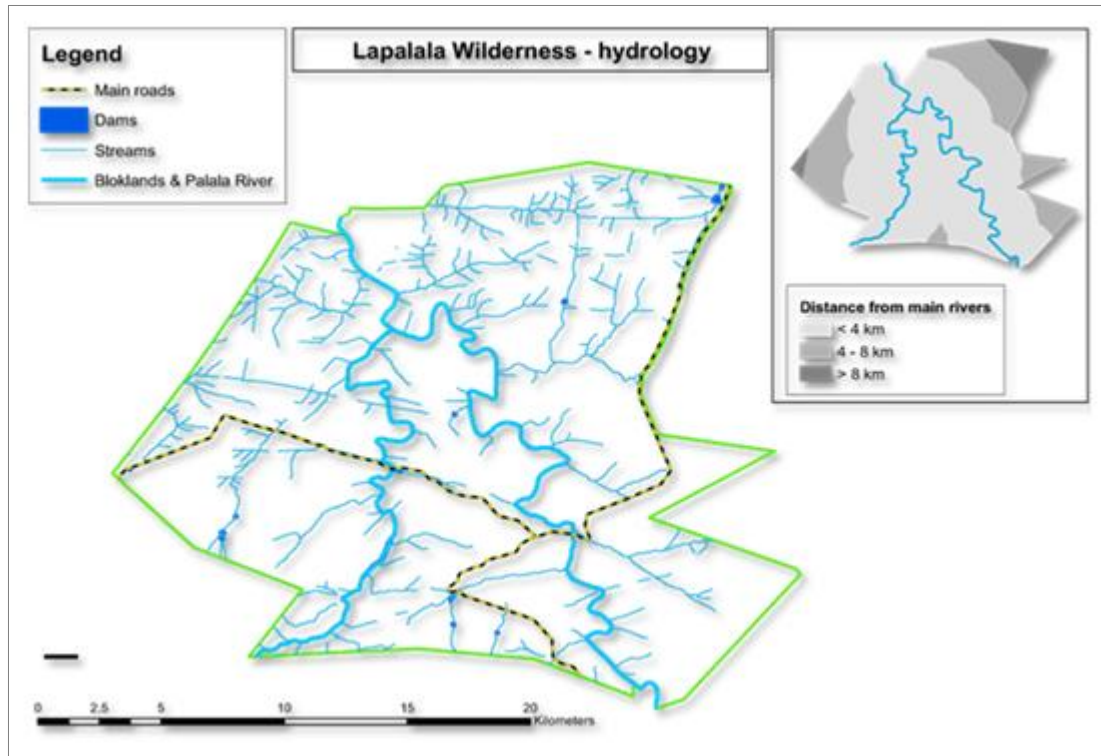 Lapalala Wilderness - hydrology
Legend
Main roads
Dams
Streams
Bloklands & Palala River
Distance from main rivers
< 4 km
4 - 8 km
> 8 km
0 2,5 5 10 15 20
Kilometers